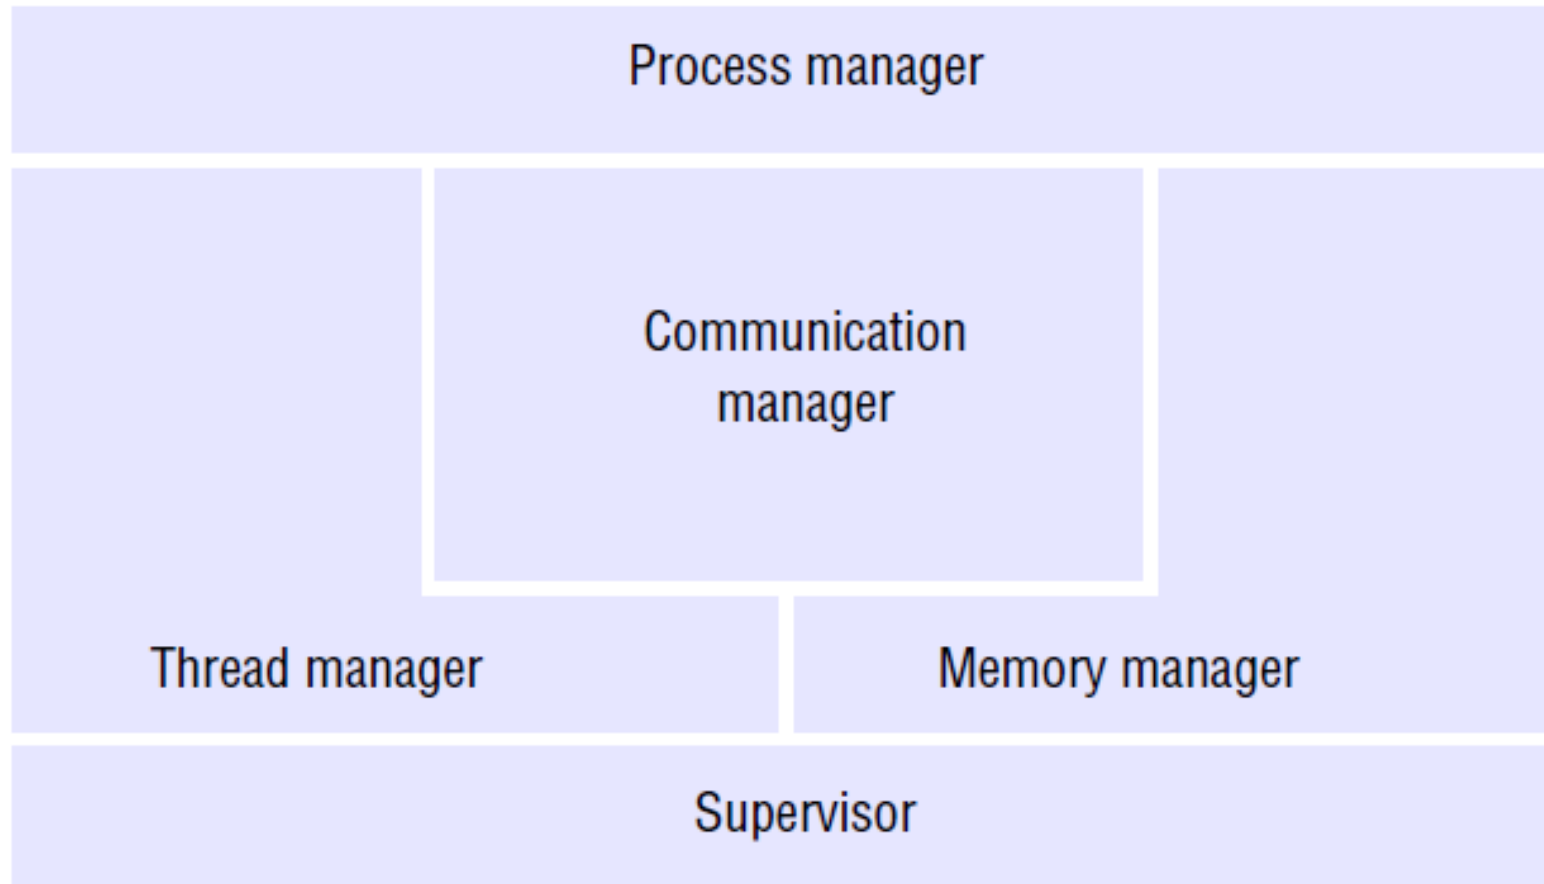 Process manager
Communication
manager
Thread manager
Memory manager
Supervisor